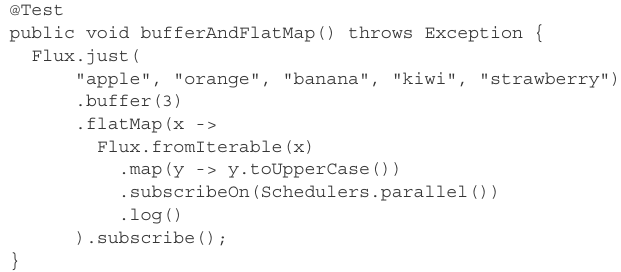 @Test
public void bufferAndFlatMap() throws Exception {
  Flux.just(
      "apple", "orange", "banana", "kiwi", "strawberry")
      .buffer(3)
      .flatMap(x ->
        Flux.fromIterable(x)
          .map(y -> y.toUpperCase())
          .subscribeOn(Schedulers.parallel())
          .log()
      ).subscribe();
}